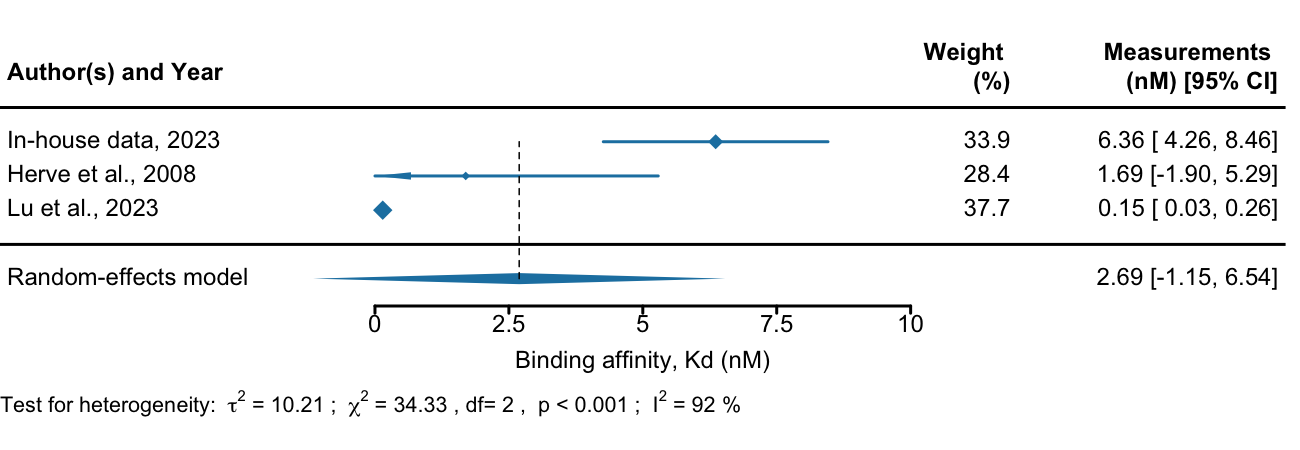 Author(s) and Year Weight (%) Measurements (nM) [95% CI]
In-house data, 2023 33.9 6.36 [ 4.26, 8.46]
Herve et al., 2008 28.4 1.69 [-1.90, 5.29]
Lu et al., 2023 37.7 0.15 [ 0.03, 0.26]
Random-effects model 2.69 [-1.15, 6.54]
0 2.5 5 7.5 10
Binding affinity, Kd (nM)
Test for heterogeneity: τ² = 10.21 ; χ² = 34.33 , df= 2 , p < 0.001 ; I² = 92 %